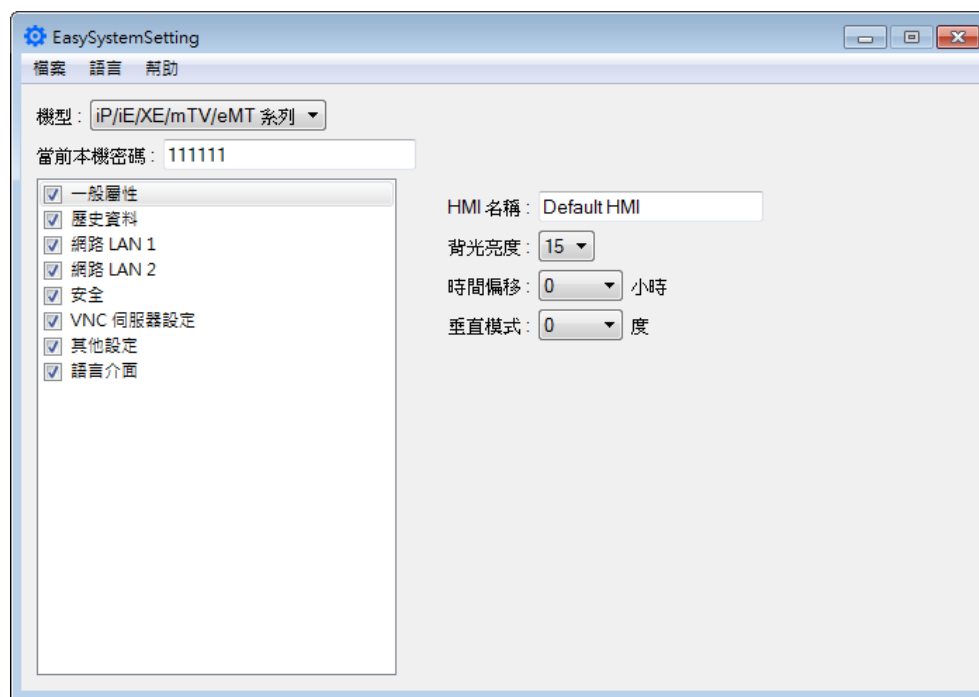 EasySystemSetting
檔案 語言 幫助
機型 : iP/iE/XE/mTV/eMT 系列
當前本機密碼 : 111111
一般屬性
歷史資料
網路 LAN 1
網路 LAN 2
安全
VNC 伺服器設定
其他設定
語言介面
HMI 名稱 : Default HMI
背光亮度 : 15
時間偏移 : 0 小時
垂直模式 : 0 度